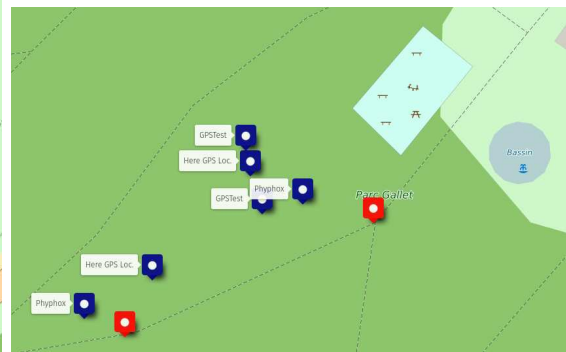 GPSTest
Bassin
Here GPS Loc.
Phyphox
GPSTest
Parc Gallet
Here GPS Loc.
Phyphox